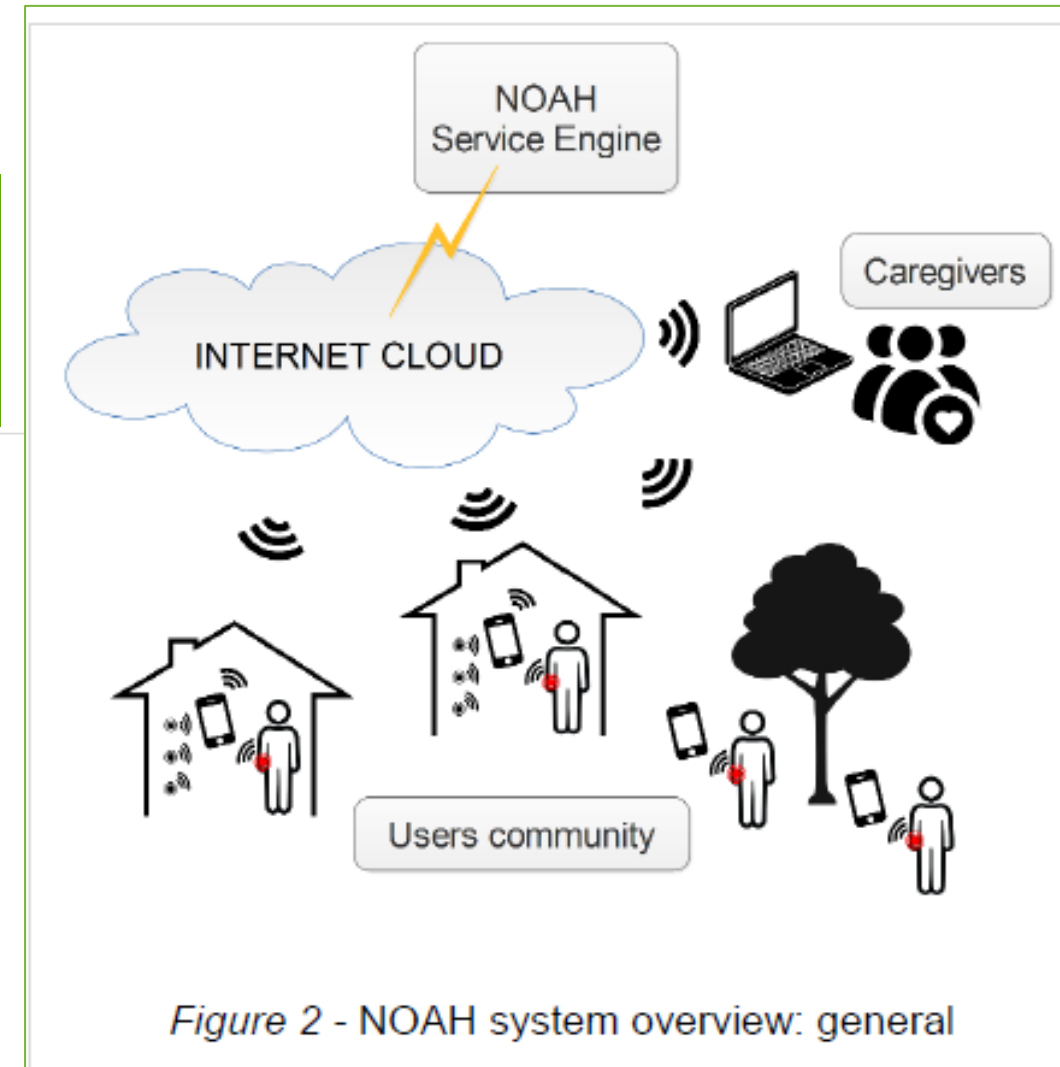 NOAH
Service Engine
Caregivers
INTERNET CLOUD
Users community
Figure 2 - NOAH system overview: general